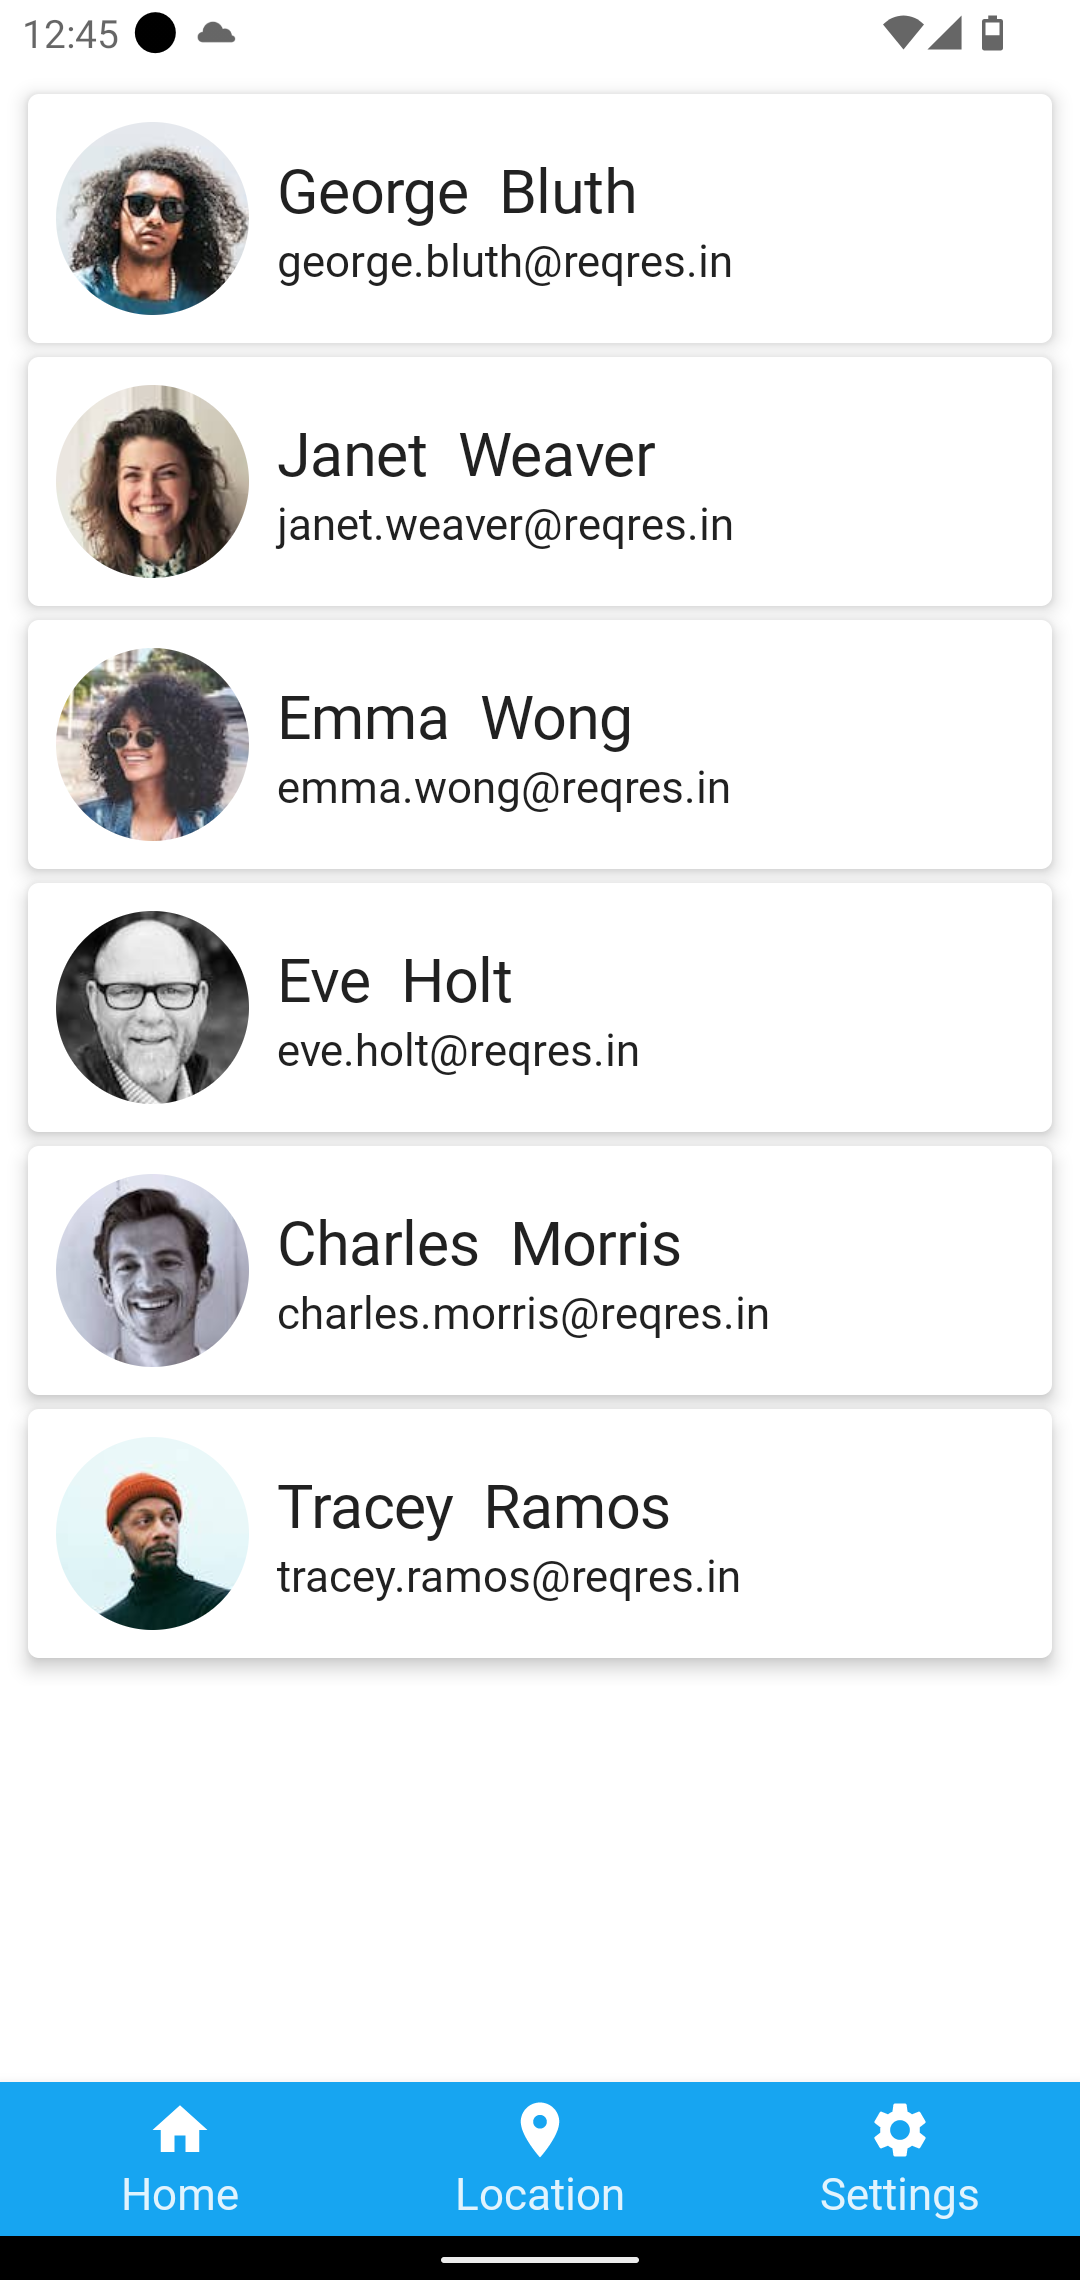 12:45
George Bluth
george.bluth@reqres.in
Janet Weaver
janet.weaver@reqres.in
Emma Wong
emma.wong@reqres.in
Eve Holt
eve.holt@reqres.in
Charles Morris
charles.morris@reqres.in
Tracey Ramos
tracey.ramos@reqres.in
Home Location Settings